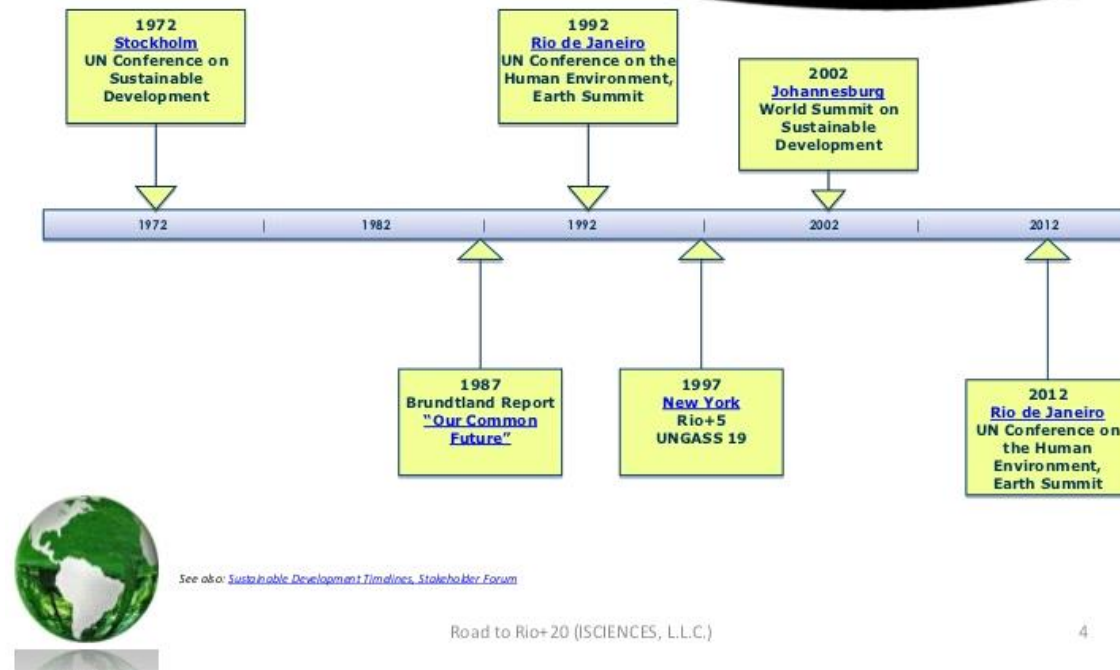 1972
Stockholm
UN Conference on
Sustainable
Development
1992
Rio de Janeiro
UN Conference on the
Human Environment,
Earth Summit
2002
Johannesburg
World Summit on
Sustainable
Development
1972 | 1982 | 1992 | 2002 | 2012
1987
Brundtland Report
"Our Common
Future"
1997
New York
Rio+5
UNGASS 19
2012
Rio de Janeiro
UN Conference on
the Human
Environment,
Earth Summit
See also: Sustainable Development Timelines, Stakeholder Forum
Road to Rio+20 (ISCIENCES, L.L.C.)
4